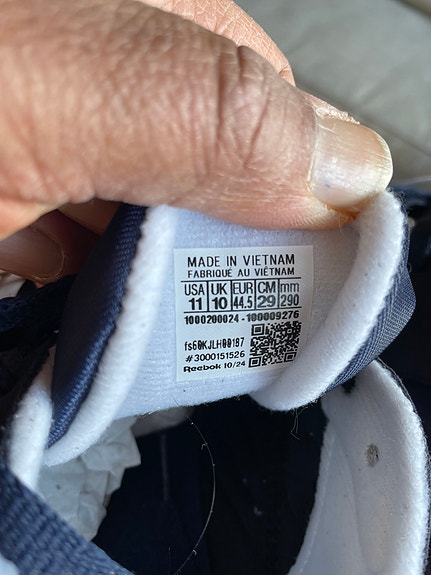 MADE IN VIETNAM
FABRIQUÉ AU VIÊTNAM
USA UK EUR CM mm
11 10 44.5 29 290
1000200024 - 100009276
fs60KJLH00187
#3000151526
Reebok 10/24